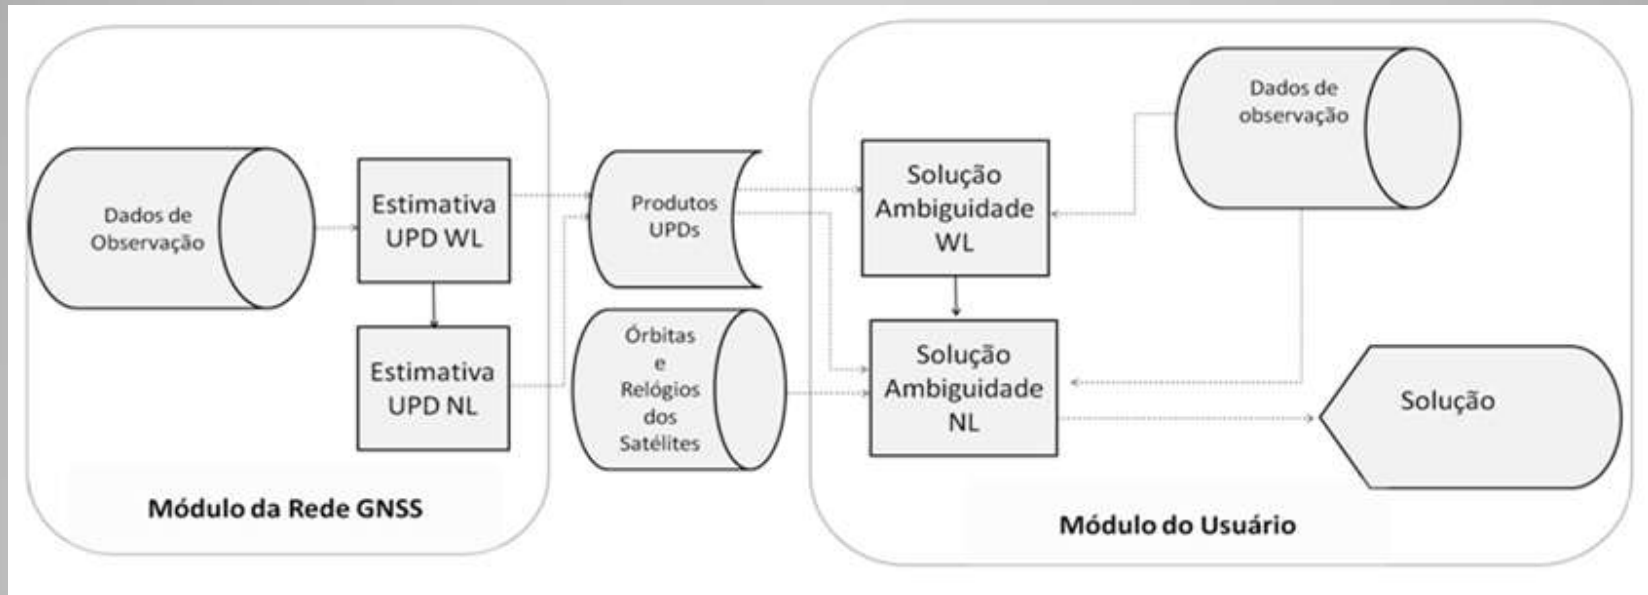 Dados de
Observação
Estimativa
UPD WL
Estimativa
UPD NL
Módulo da Rede GNSS
Produtos
UPDs
Órbitas
e
Relógios
dos
Satélites
Solução
Ambiguidade
WL
Solução
Ambiguidade
NL
Dados de
observação
Solução
Módulo do Usuário